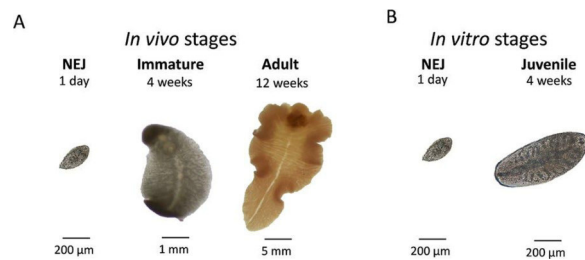 A
In vivo stages
NEJ
1 day
Immature
4 weeks
Adult
12 weeks
200 µm
1 mm
5 mm
B
In vitro stages
NEJ
1 day
Juvenile
4 weeks
200 µm
200 µm